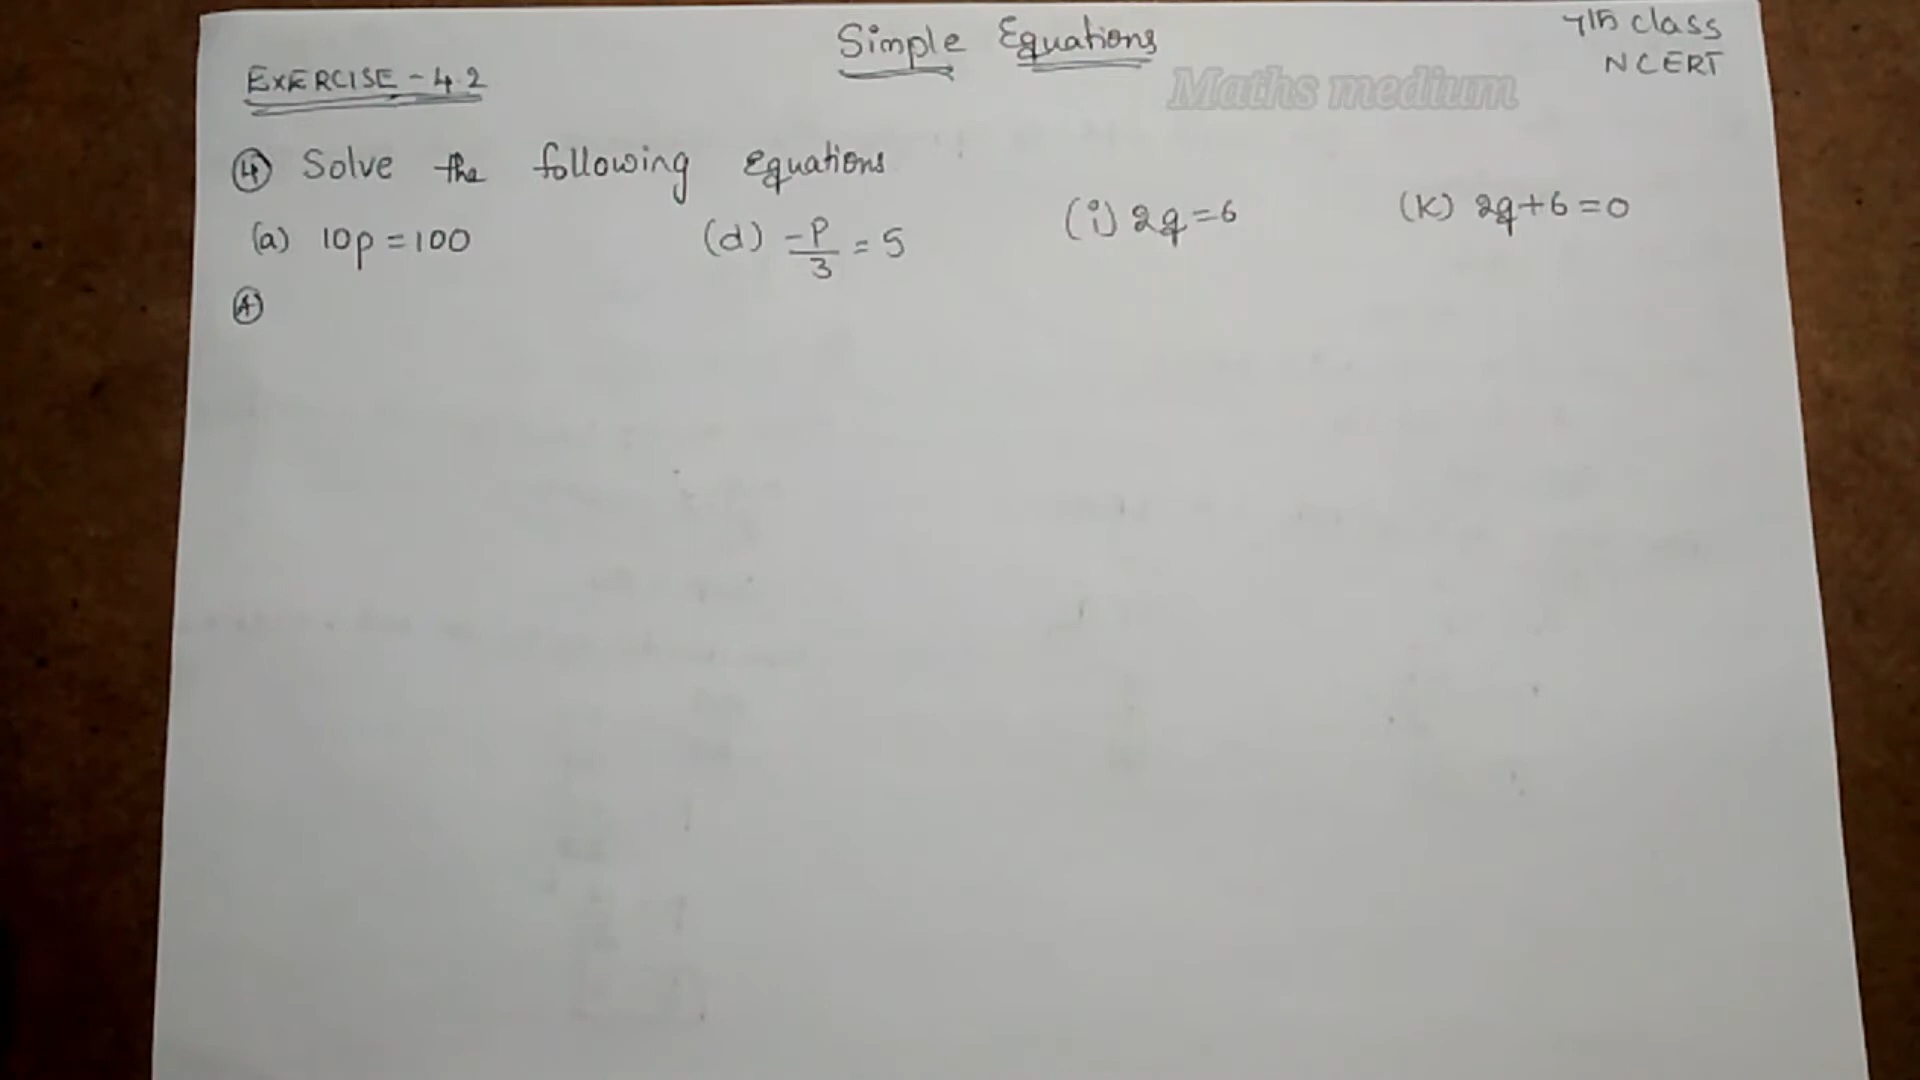 Simple Equations
7th class
NCERT
Maths medium
EXERCISE - 4.2
④ Solve the following equations
(a) 10p = 100 (d) -P/3 = 5 (i) 2q = 6 (K) 2q + 6 = 0
Ⓐ